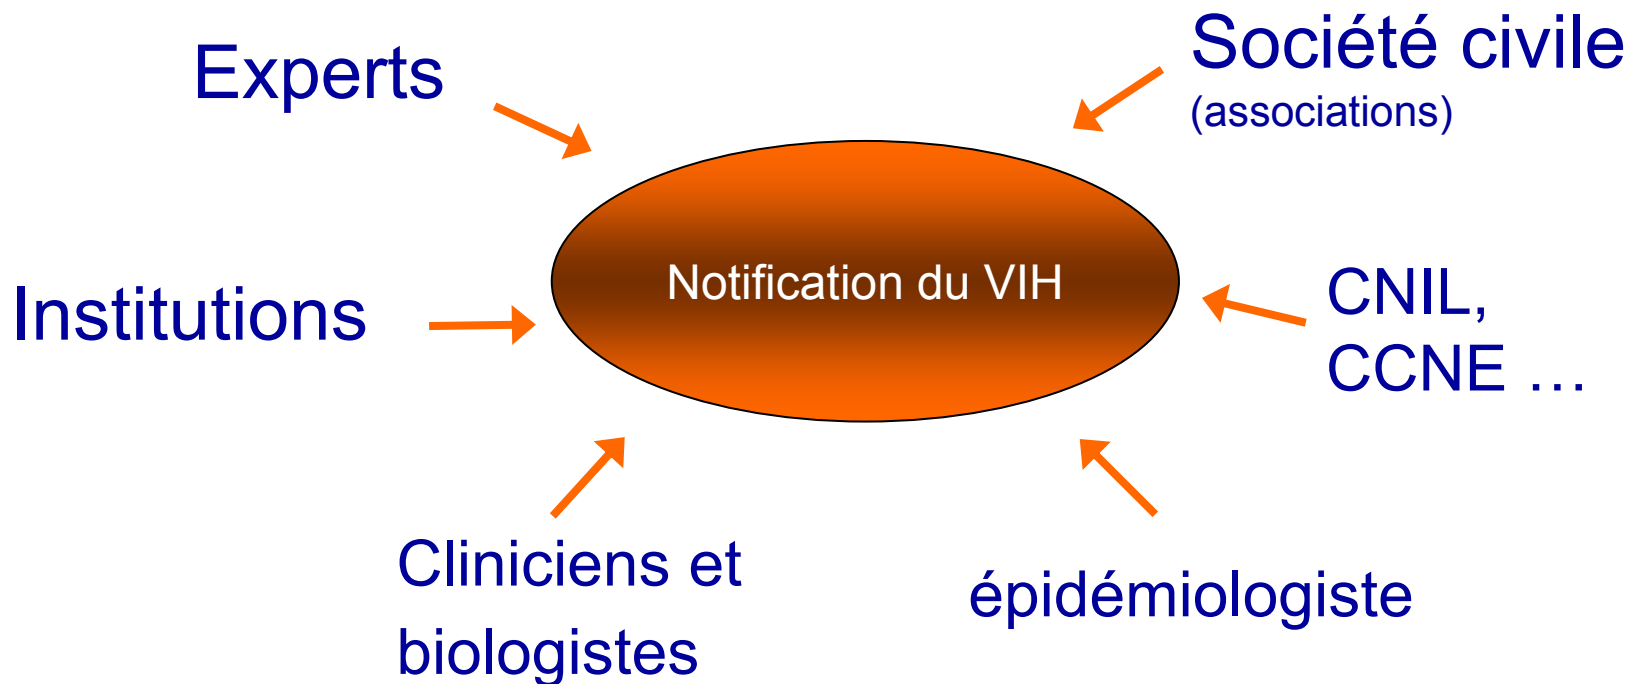 Experts
Société civile
(associations)
Notification du VIH
Institutions
CNIL,
CCNE …
Cliniciens et
biologistes
épidémiologiste